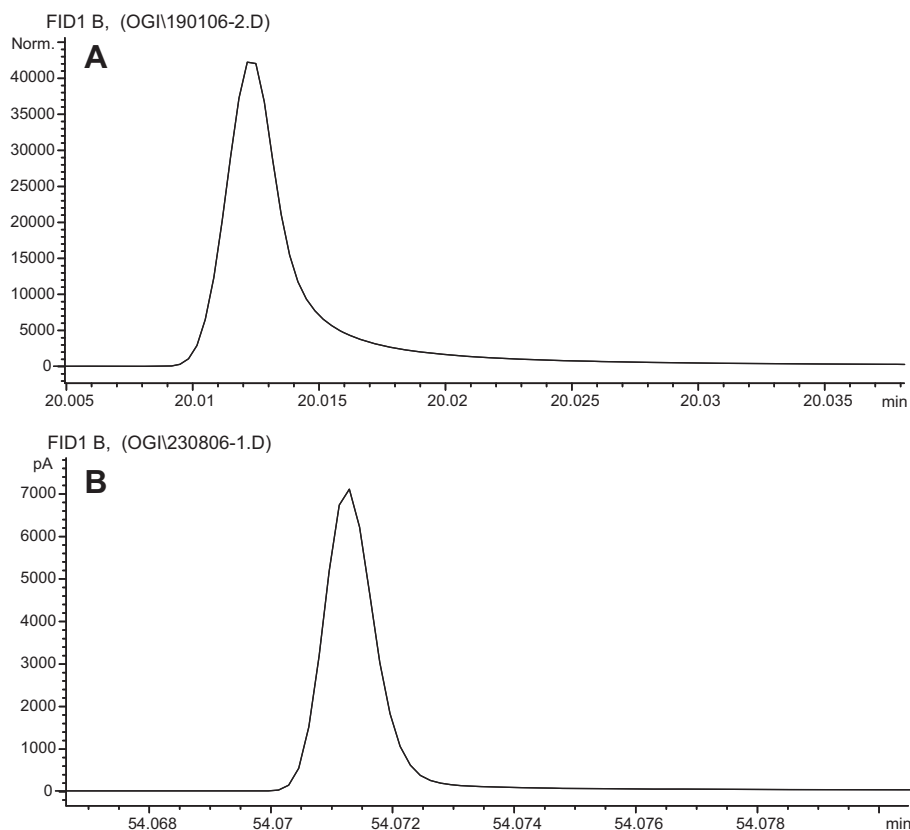 FID1 B, (OGI\190106-2.D)
Norm.
A
40000
35000
30000
25000
20000
15000
10000
5000
0
20.005 20.01 20.015 20.02 20.025 20.03 20.035 min
FID1 B, (OGI\230806-1.D)
pA
B
7000
6000
5000
4000
3000
2000
1000
0
54.068 54.07 54.072 54.074 54.076 54.078 min